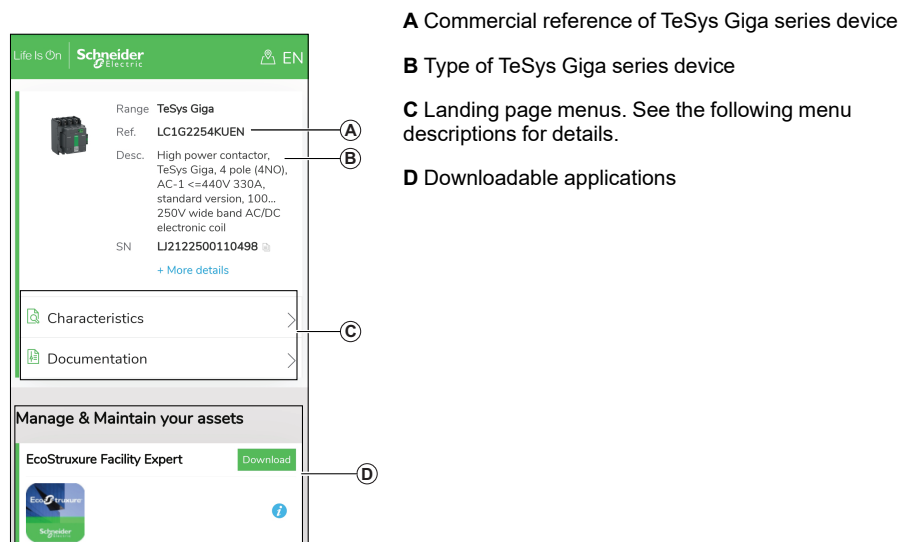 Life Is On
Schneider
Electric
EN
Range TeSys Giga
Ref. LC1G2254KUEN
A
Desc. High power contactor,
B
TeSys Giga, 4 pole (4NO),
AC-1 <=440V 330A,
standard version, 100...
250V wide band AC/DC
electronic coil
SN LJ2122500110498
+ More details
Characteristics
C
Documentation
Manage & Maintain your assets
EcoStruxure Facility Expert
Download
D
EcoStruxure
Schneider
Electric
A Commercial reference of TeSys Giga series device
B Type of TeSys Giga series device
C Landing page menus. See the following menu
descriptions for details.
D Downloadable applications